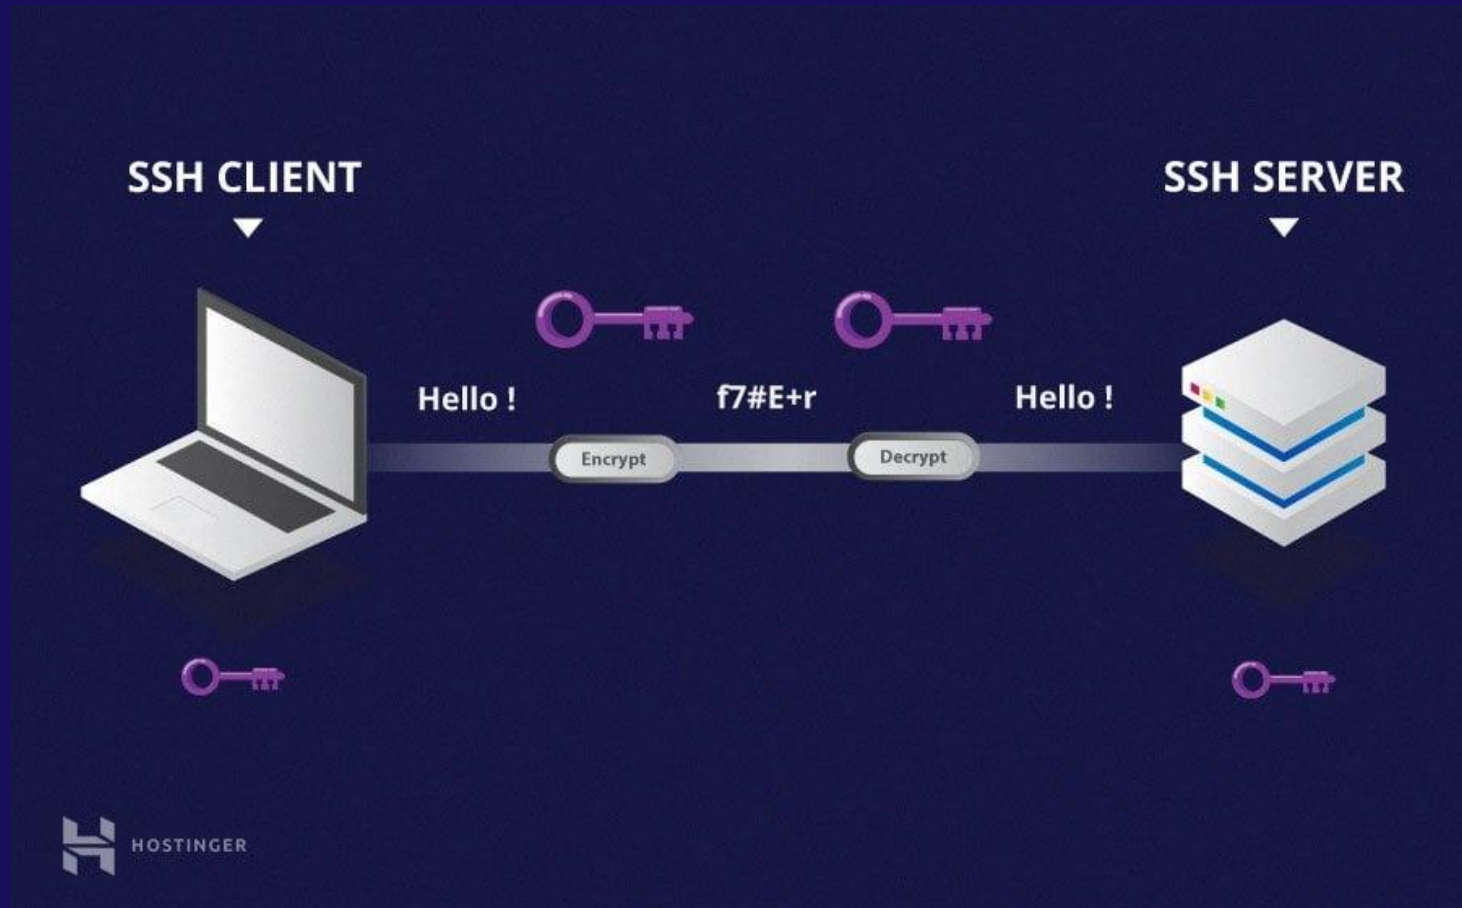 SSH CLIENT
SSH SERVER
Hello !
f7#E+r
Hello !
Encrypt
Decrypt
HOSTINGER